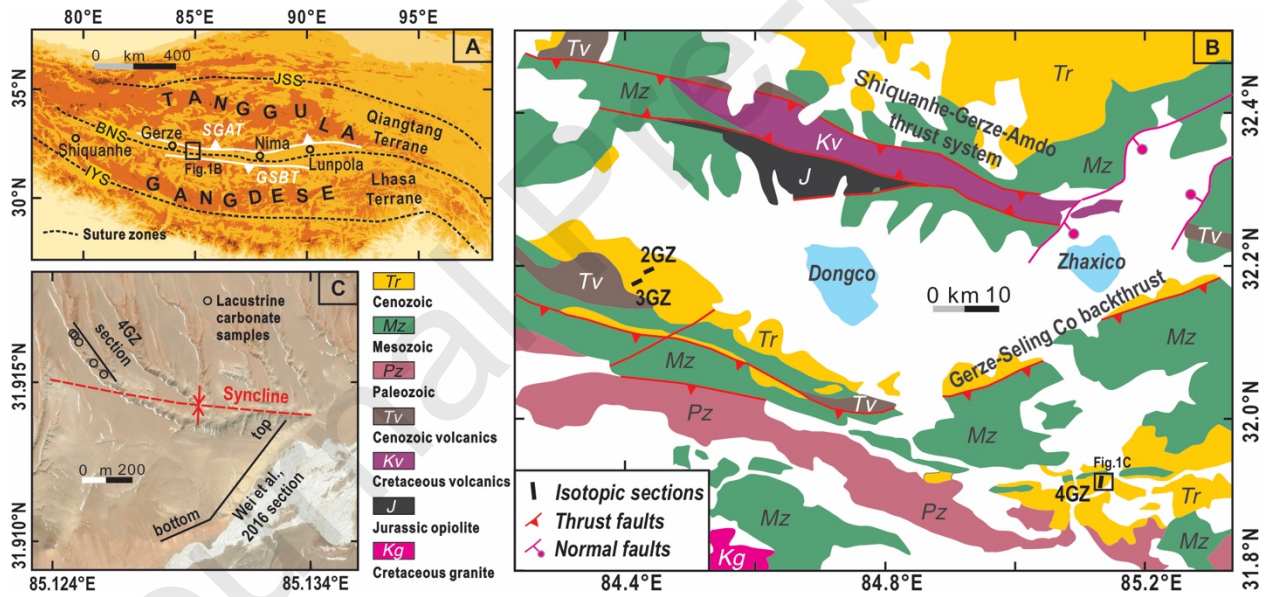 80°E 85°E 90°E 95°E
A
0 km 400
35°N
30°N
JSS
TANGGULA
BNS
Gerze
SGAT
Qiangtang
Terrane
Shiquanhe
Nima
Lunpola
Fig.1B
GSBT
IYS
GANGDESE
Lhasa
Terrane
Suture zones
C
Lacustrine
carbonate
samples
4GZ
section
31.915°N
Syncline
top
0 m 200
Wei et al.,
2016 section
bottom
31.910°N
85.124°E 85.134°E
Tr
Cenozoic
Mz
Mesozoic
Pz
Paleozoic
Tv
Cenozoic volcanics
Kv
Cretaceous volcanics
J
Jurassic opiolite
Kg
Cretaceous granite
B
Tv
Tr
Mz
Shiquanhe-Gerze-Amdo
thrust system
32.4°N
Kv
Mz
J
Tv
2GZ
3GZ
Tv
Dongco
Zhaxico
32.2°N
0 km 10
Gerze-Seling Co backthrust
Tr
Mz
Mz
Pz
Tv
32.0°N
Mz
Fig.1C
4GZ
Tr
Isotopic sections
Thrust faults
Normal faults
Mz
Pz
Mz
Kg
31.8°N
84.4°E 84.8°E 85.2°E